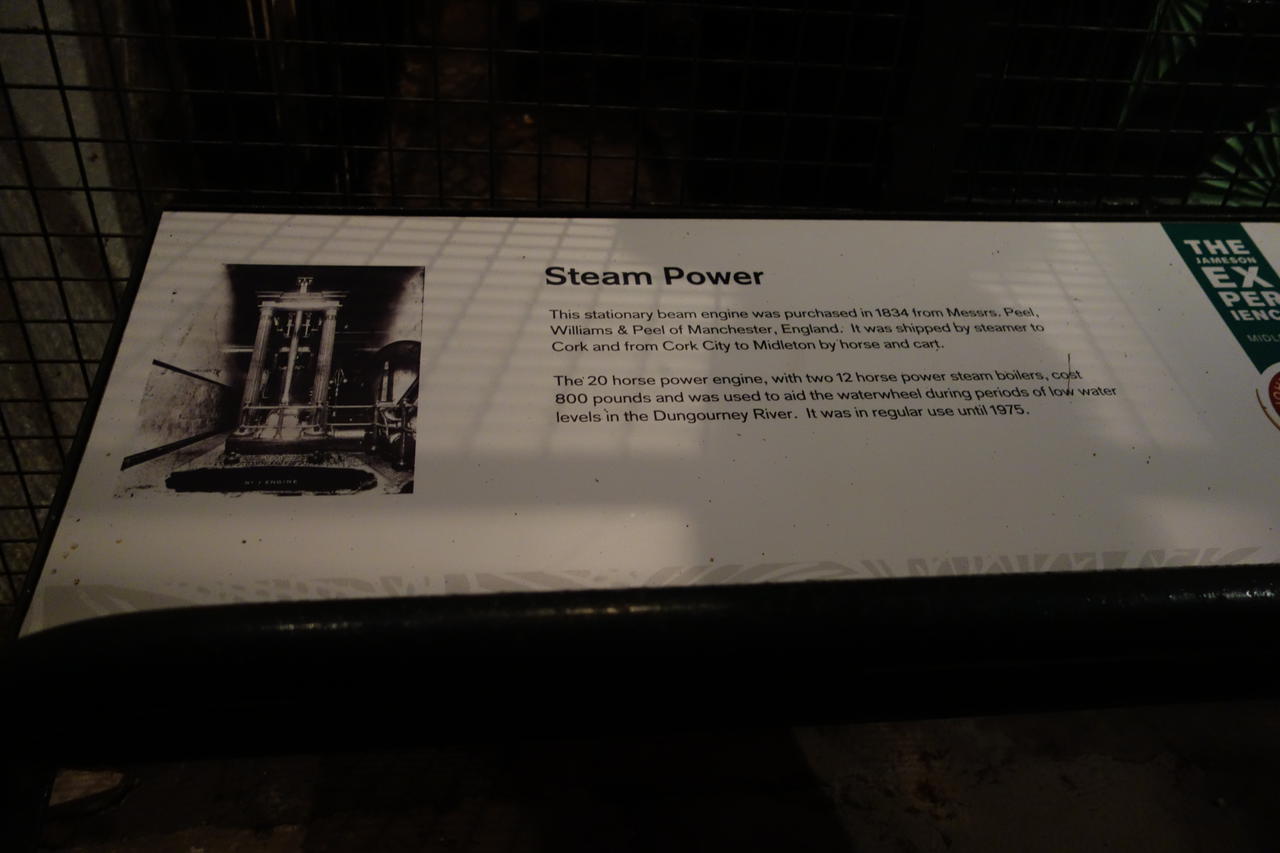 Steam Power
This stationary beam engine was purchased in 1834 from Messrs. Peel,
Williams & Peel of Manchester, England. It was shipped by steamer to
Cork and from Cork City to Midleton by horse and cart.
The 20 horse power engine, with two 12 horse power steam boilers, cost
800 pounds and was used to aid the waterwheel during periods of low water
levels in the Dungourney River. It was in regular use until 1975.
No 1 ENGINE
THE
JAMESON
EX
PER
IENC
MIDL